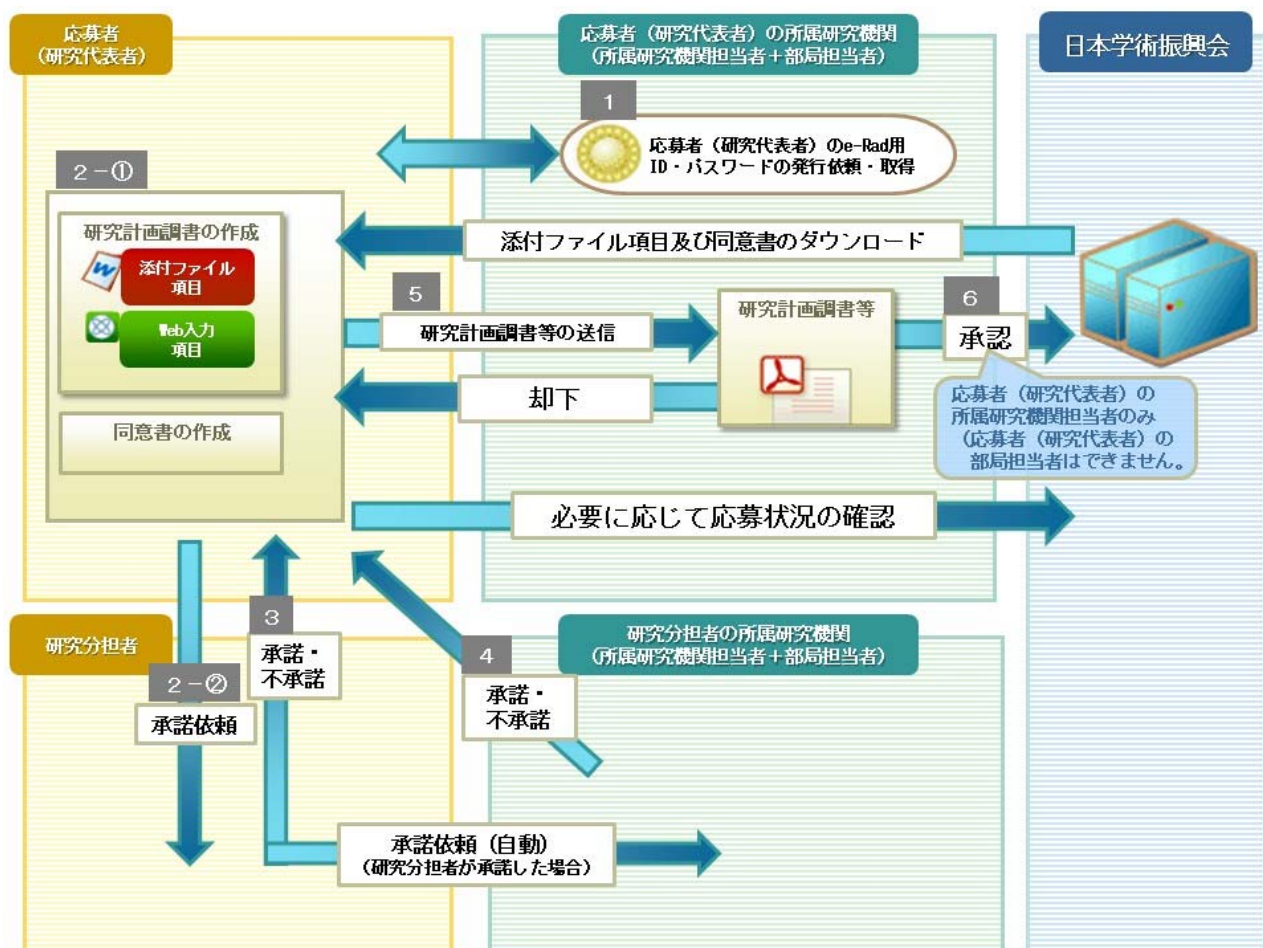 応募者
(研究代表者)
応募者（研究代表者）の所属研究機関
(所属研究機関担当者＋部局担当者)
日本学術振興会
1
応募者（研究代表者）のe-Rad用
ID・パスワードの発行依頼・取得
2-①
研究計画調書の作成
添付ファイル
項目
Web入力
項目
同意書の作成
添付ファイル項目及び同意書のダウンロード
5
研究計画調書等の送信
研究計画調書等
6
承認
却下
応募者（研究代表者）の
所属研究機関担当者のみ
（応募者（研究代表者）の
部局担当者はできません。
必要に応じて応募状況の確認
研究分担者
研究分担者の所属研究機関
(所属研究機関担当者＋部局担当者)
3
承諾・
不承諾
2-②
承諾依頼
4
承諾・
不承諾
承諾依頼（自動）
（研究分担者が承諾した場合）